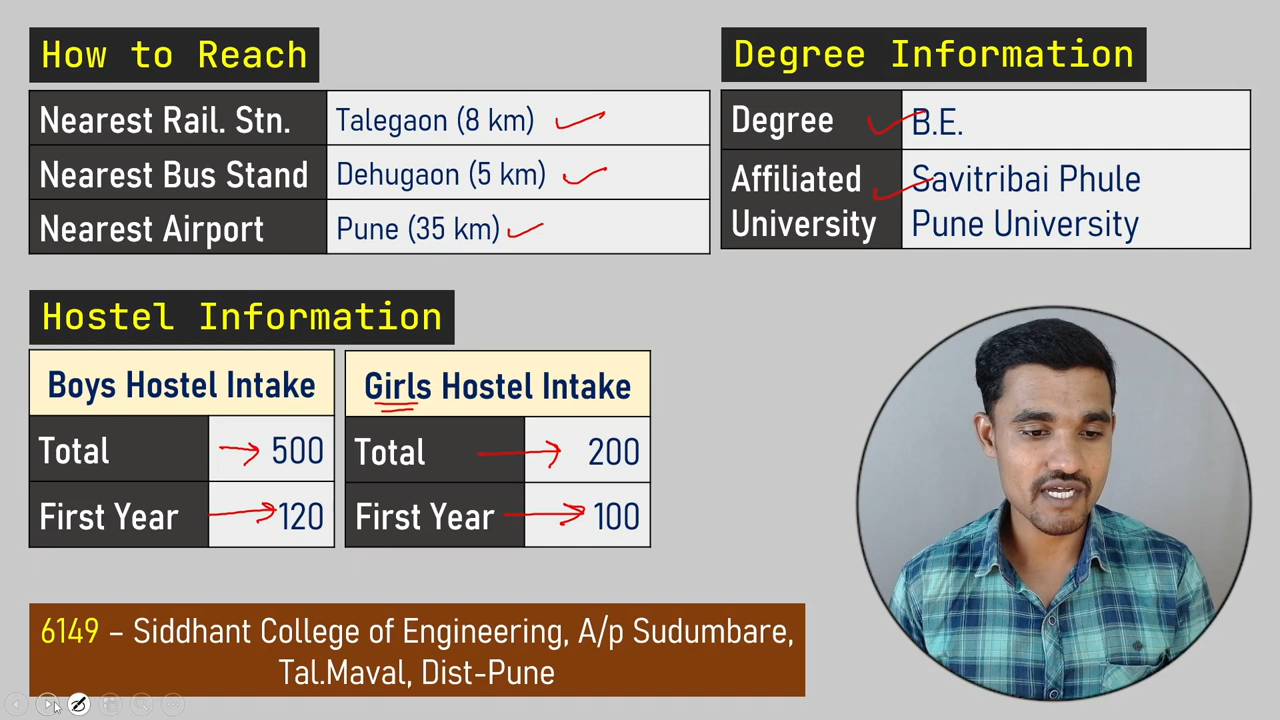 How to Reach
Nearest Rail. Stn. Talegaon (8 km)
Nearest Bus Stand Dehugaon (5 km)
Nearest Airport Pune (35 km)
Degree Information
Degree B.E.
Affiliated University Savitribai Phule
Pune University
Hostel Information
Boys Hostel Intake
Total 500
First Year 120
Girls Hostel Intake
Total 200
First Year 100
6149 – Siddhant College of Engineering, A/p Sudumbare,
Tal.Maval, Dist-Pune